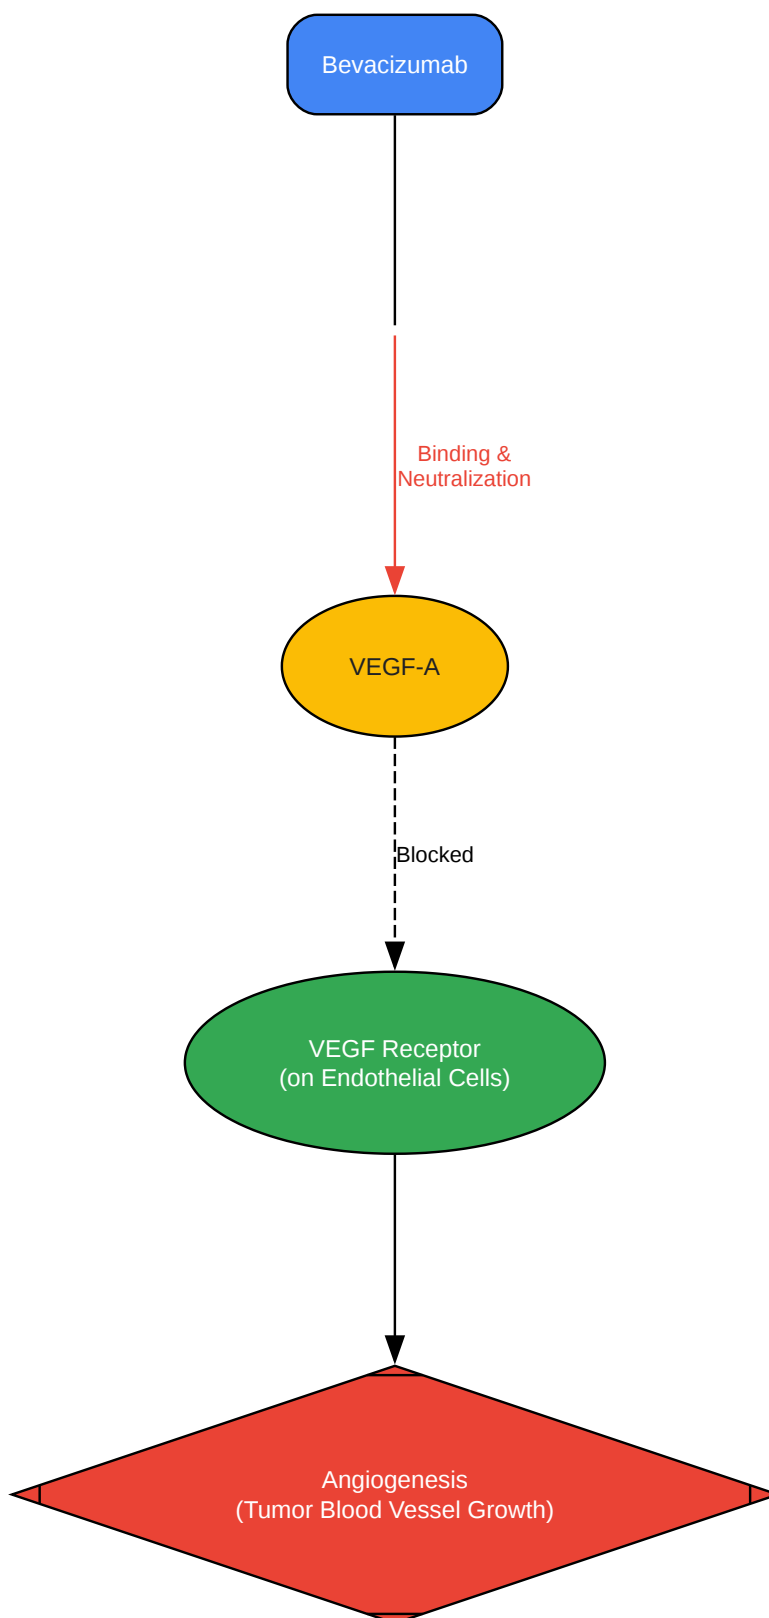 Bevacizumab
Binding &
Neutralization
VEGF-A
Blocked
VEGF Receptor
(on Endothelial Cells)
Angiogenesis
(Tumor Blood Vessel Growth)